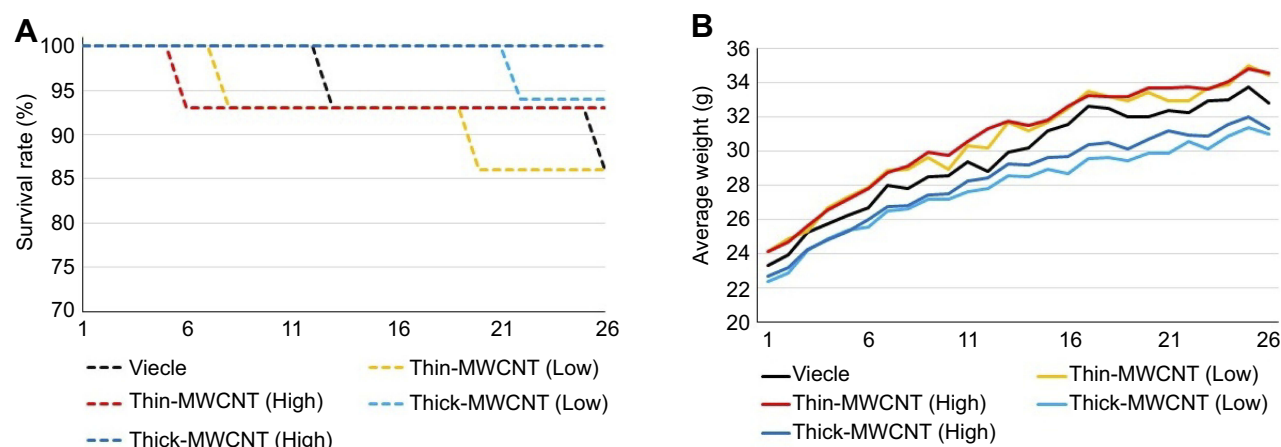 A
Survival rate (%)
100
95
90
85
80
75
70
1 6 11 16 21 26
Viecle Thin-MWCNT (Low)
Thin-MWCNT (High) Thick-MWCNT (Low)
Thick-MWCNT (High)
B
Average weight (g)
36
34
32
30
28
26
24
22
20
1 6 11 16 21 26
Viecle Thin-MWCNT (Low)
Thin-MWCNT (High) Thick-MWCNT (Low)
Thick-MWCNT (High)